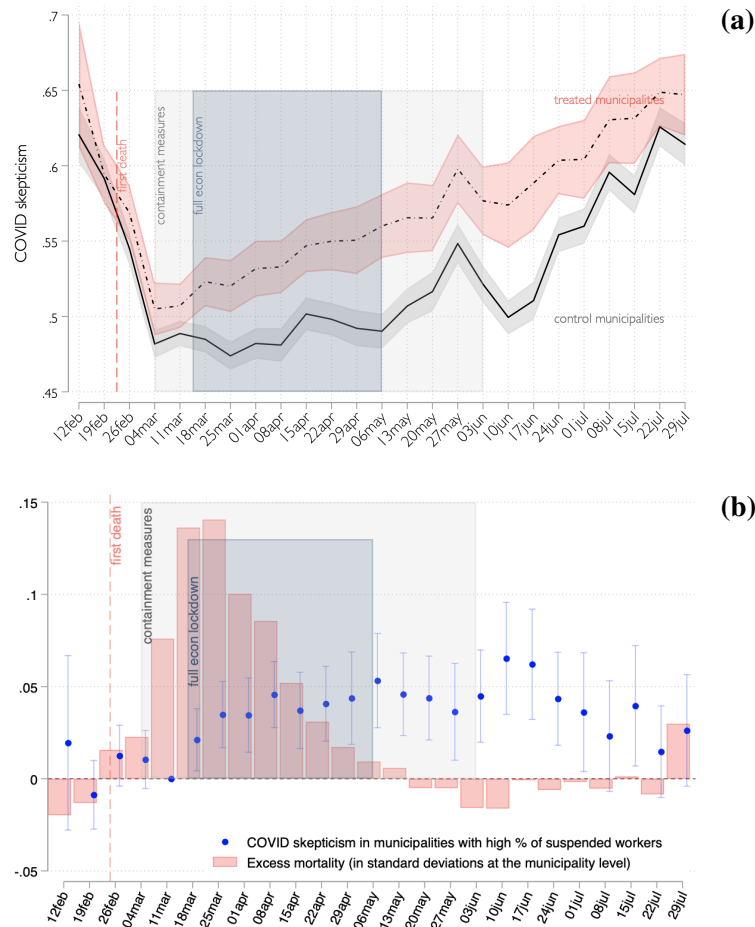 (a)
.7
.65
.6
.55
.5
.45
COVID skepticism
first death
containment measures
full econ lockdown
treated municipalities
control municipalities
12feb
19feb
26feb
04mar
11mar
18mar
25mar
01apr
08apr
15apr
22apr
29apr
06may
13may
20may
27may
03jun
10jun
17jun
24jun
01jul
08jul
15jul
22jul
29jul
(b)
.15
.1
.05
0
-.05
first death
containment measures
full econ lockdown
COVID skepticism in municipalities with high % of suspended workers
Excess mortality (in standard deviations at the municipality level)
12feb
19feb
26feb
04mar
11mar
18mar
25mar
01apr
08apr
15apr
22apr
29apr
06may
13may
20may
27may
03jun
10jun
17jun
24jun
01jul
08jul
15jul
22jul
29jul